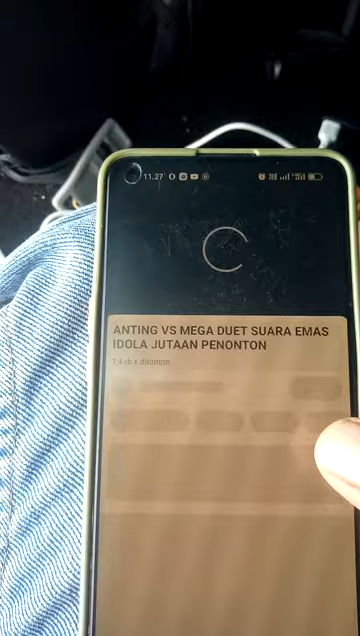 11.27
ANTING VS MEGA DUET SUARA EMAS
IDOLA JUTAAN PENONTON
1,4 rb x ditonton